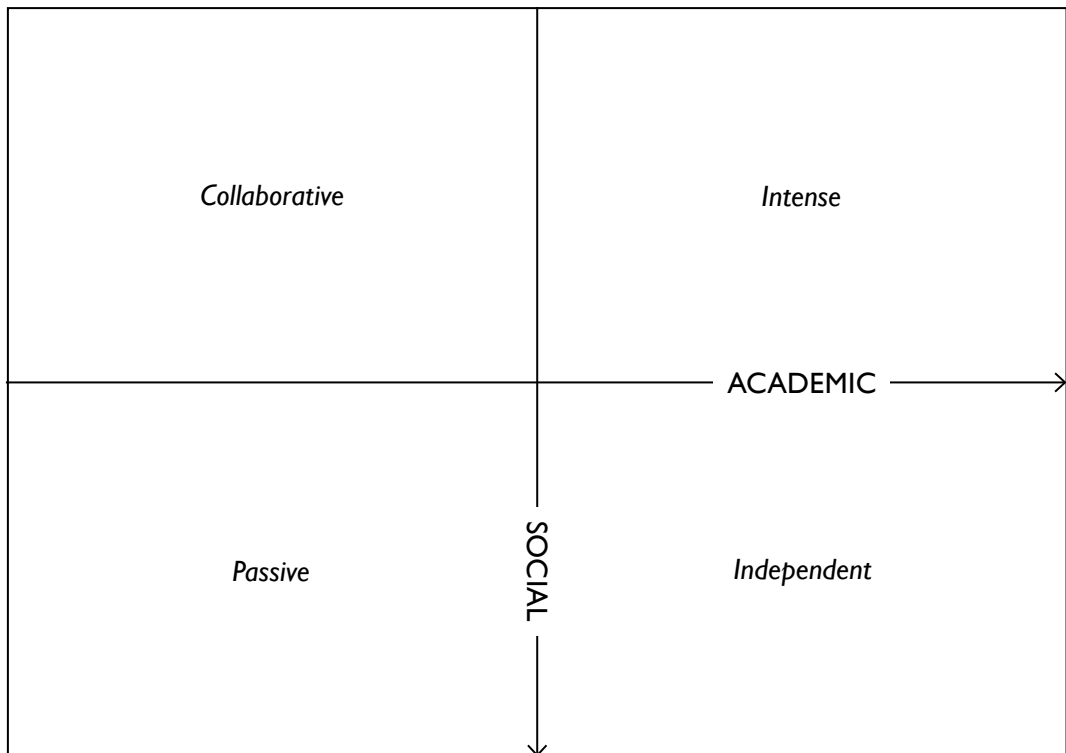 Collaborative
Intense
ACADEMIC
SOCIAL
Passive
Independent